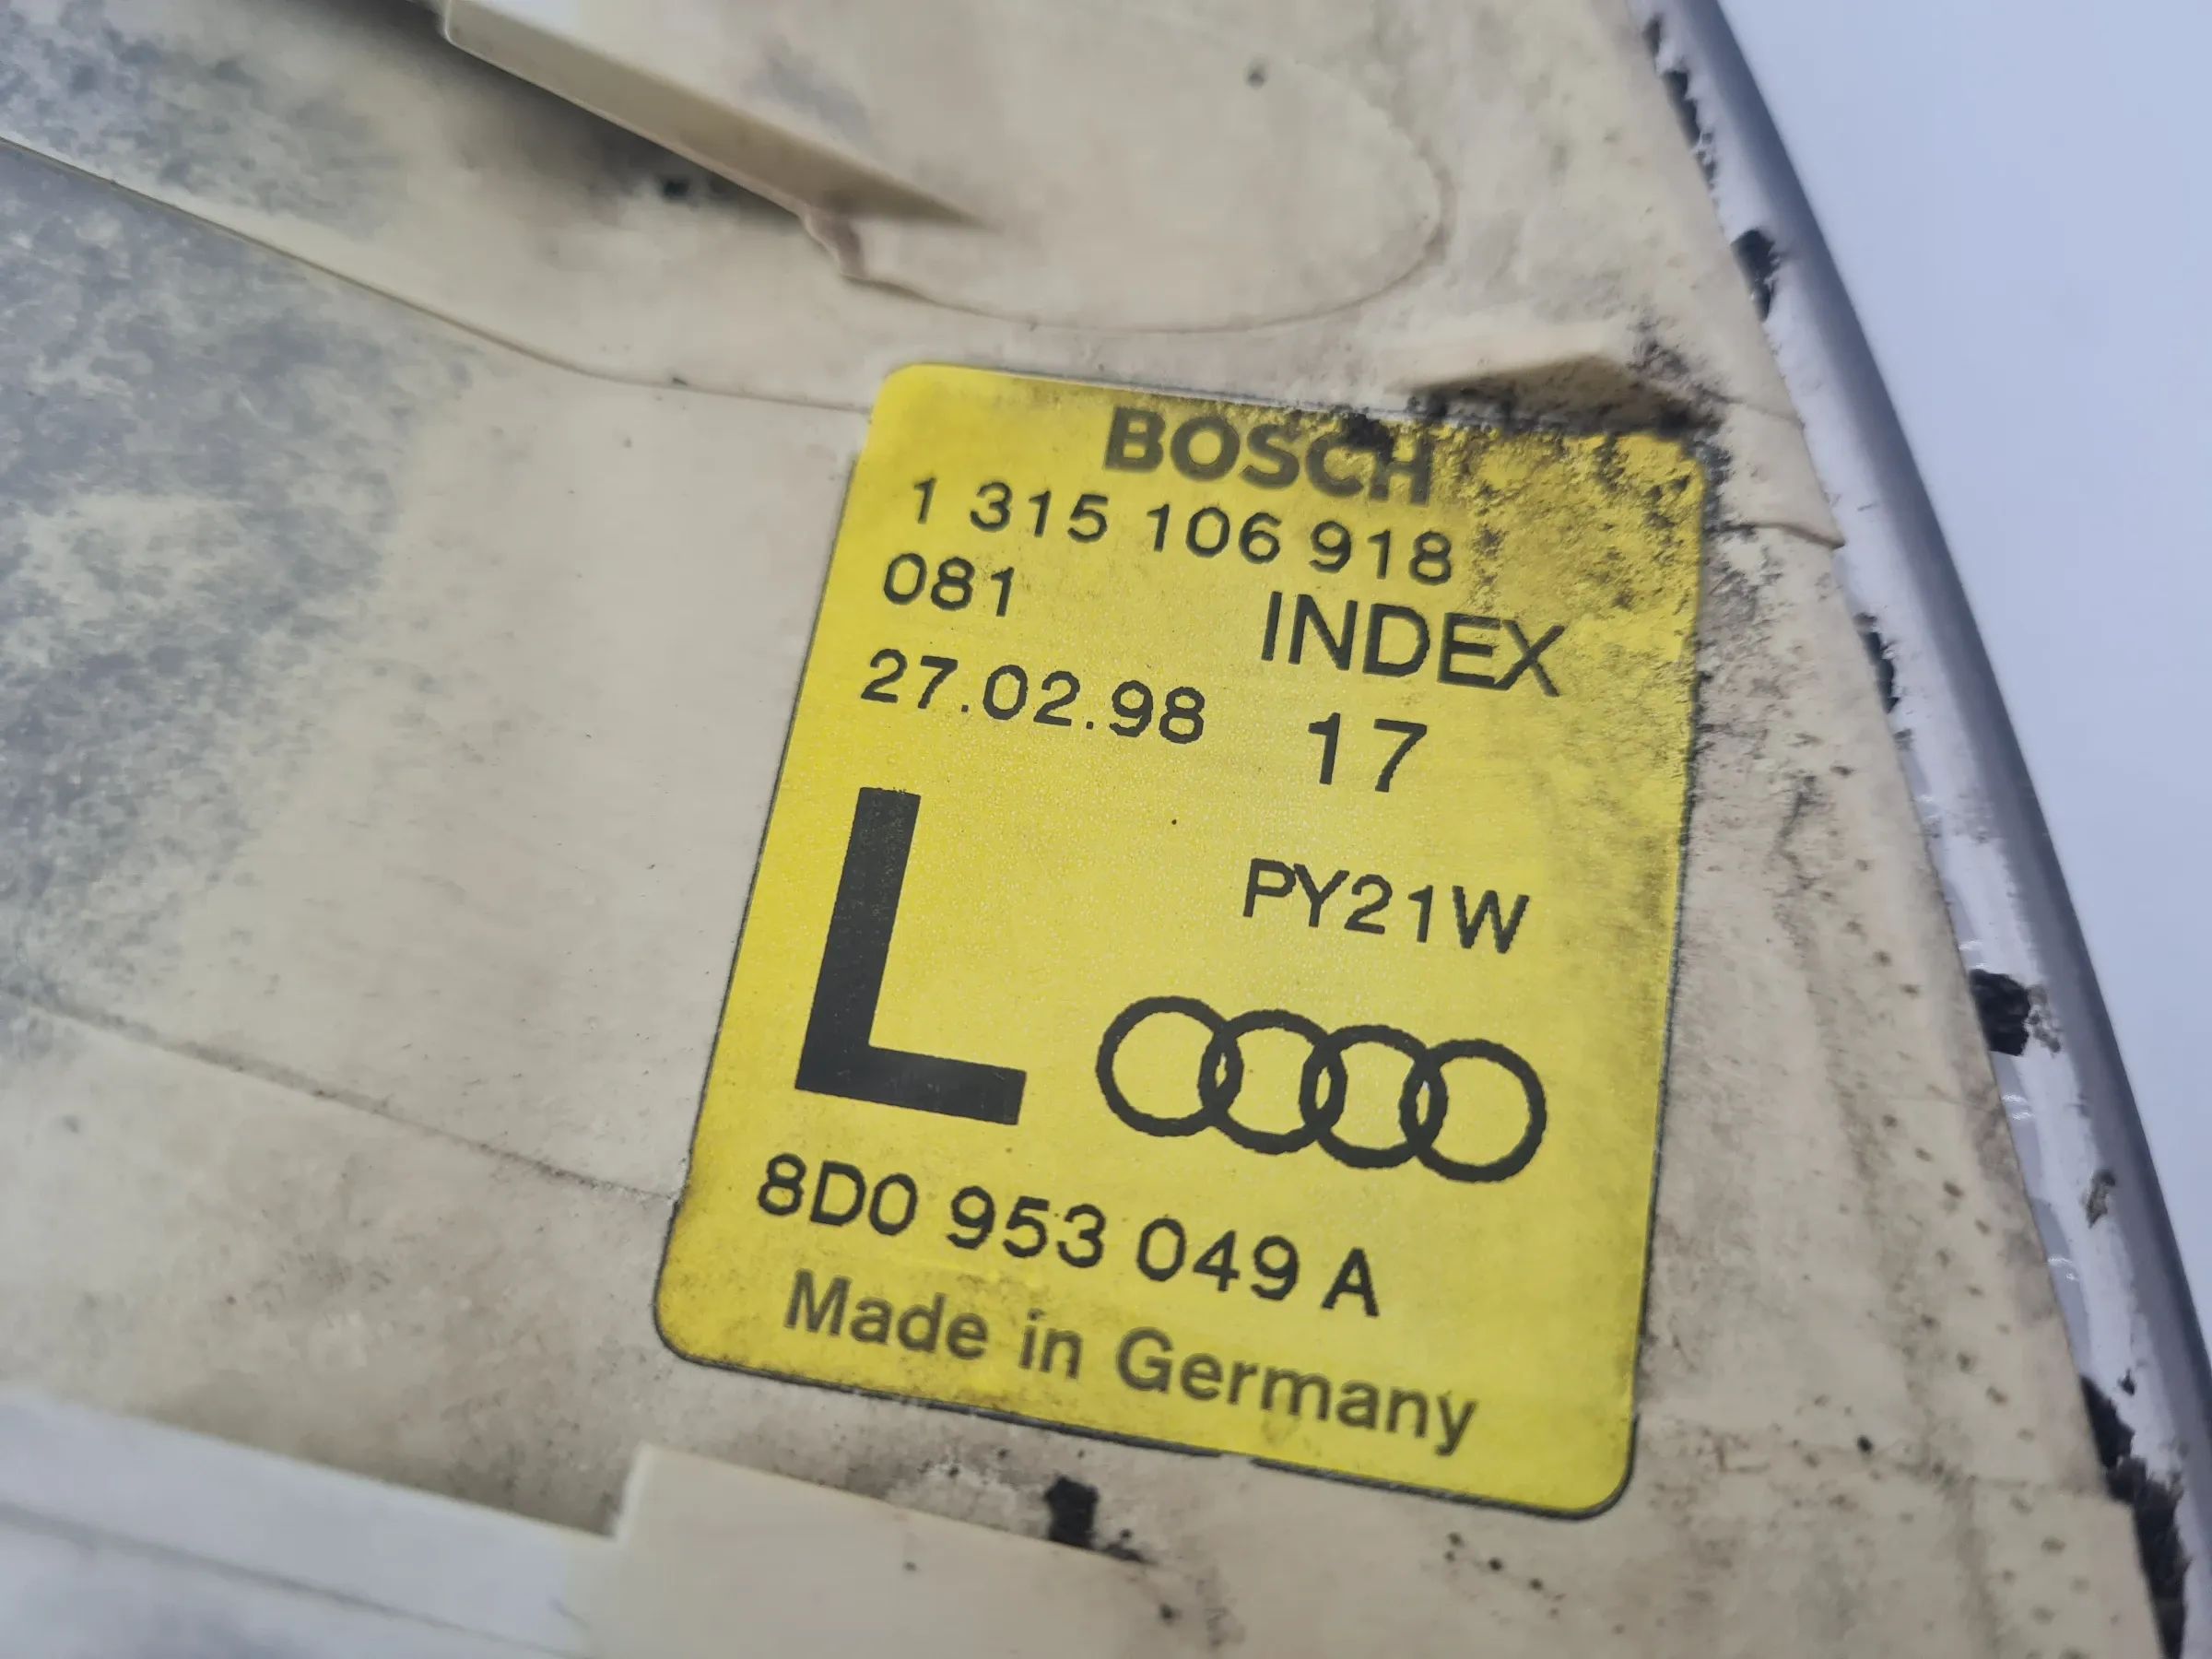 BOSCH
1 315 106 918
081 INDEX
27.02.98 17
PY21W
L
8D0 953 049 A
Made in Germany